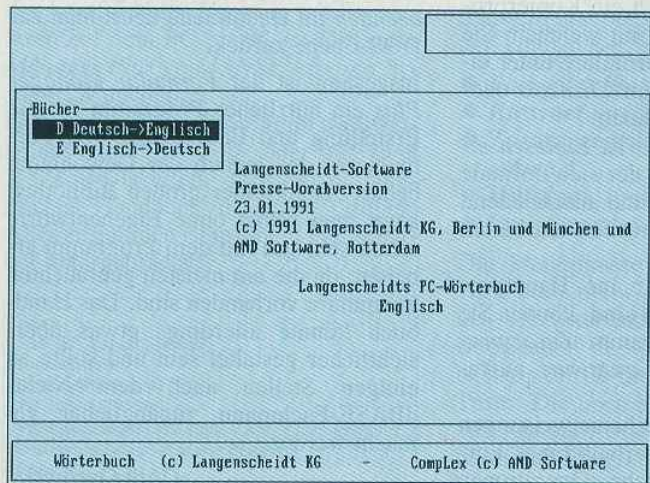 Bücher
D Deutsch->Englisch
E Englisch->Deutsch
Langenscheidt-Software
Presse-Vorabversion
23.01.1991
(c) 1991 Langenscheidt KG, Berlin und München und
AND Software, Rotterdam
Langenscheidts PC-Wörterbuch
Englisch
Wörterbuch (c) Langenscheidt KG - CompLex (c) AND Software